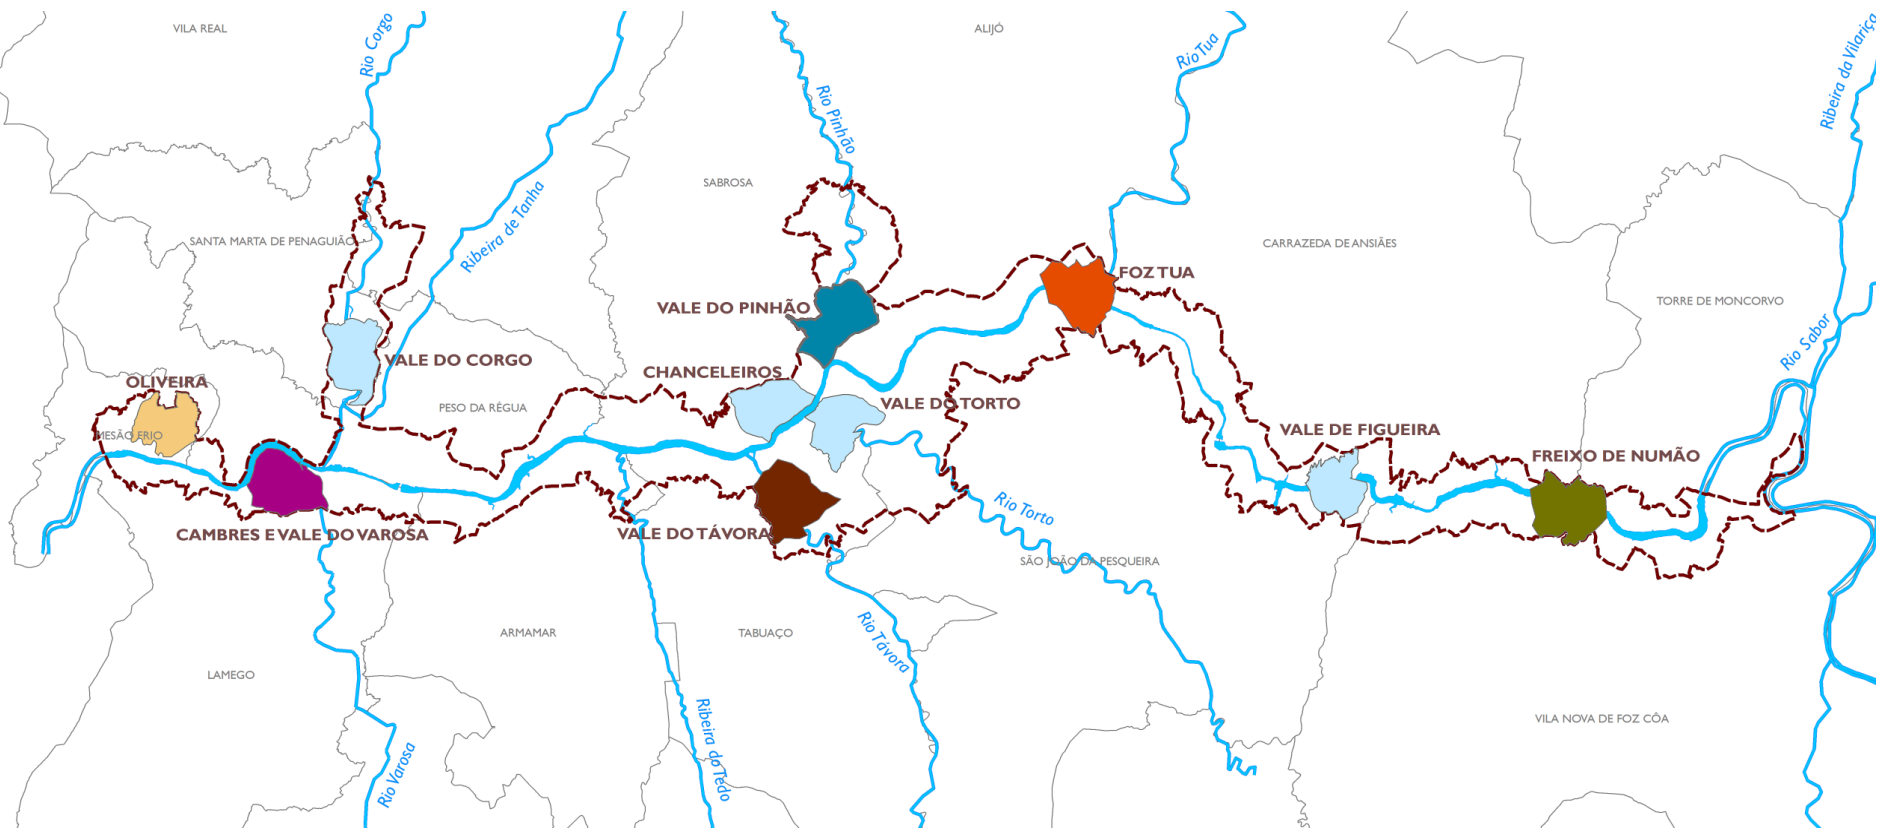 VILA REAL
Rio Corgo
ALIJÓ
Rio Tua
Ribeira da Vilariça
Rio Pinhão
SABROSA
Ribeira de Tanha
SANTA MARTA DE PENAGUIÃO
CARRAZEDA DE ANSIÃES
FOZ TUA
TORRE DE MONCORVO
VALE DO PINHÃO
Rio Sabor
VALE DO CORGO
CHANCELEIROS
OLIVEIRA
PESO DA RÉGUA
VALE DO TORTO
MESÃO FRIO
VALE DE FIGUEIRA
FREIXO DE NUMÃO
Rio Torto
CAMBRES E VALE DO VAROSA
VALE DO TÁVORA
SÃO JOÃO DA PESQUEIRA
ARMAMAR
TABUAÇO
Rio Távora
LAMEGO
VILA NOVA DE FOZ CÔA
Ribeira do Tedo
Rio Varosa